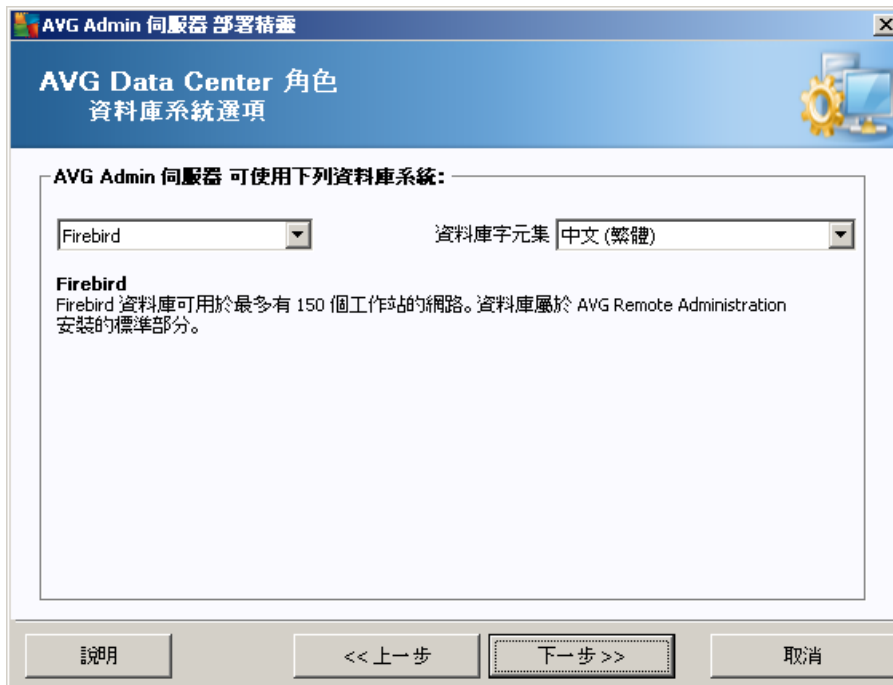 AVG Admin 伺服器 部署精靈
AVG Data Center 角色
資料庫系統選項
AVG Admin 伺服器 可使用下列資料庫系統:
Firebird
資料庫字元集 中文 (繁體)
Firebird
Firebird 資料庫可用於最多有 150 個工作站的網路。資料庫屬於 AVG Remote Administration
安裝的標準部分。
說明
<< 上一步
下一步 >>
取消